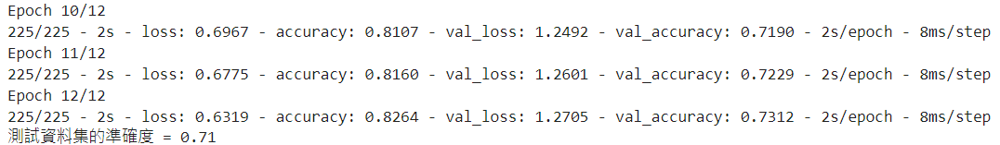 Epoch 10/12
225/225 - 2s - loss: 0.6967 - accuracy: 0.8107 - val_loss: 1.2492 - val_accuracy: 0.7190 - 2s/epoch - 8ms/step
Epoch 11/12
225/225 - 2s - loss: 0.6775 - accuracy: 0.8160 - val_loss: 1.2601 - val_accuracy: 0.7229 - 2s/epoch - 8ms/step
Epoch 12/12
225/225 - 2s - loss: 0.6319 - accuracy: 0.8264 - val_loss: 1.2705 - val_accuracy: 0.7312 - 2s/epoch - 8ms/step
測試資料集的準確度 = 0.71